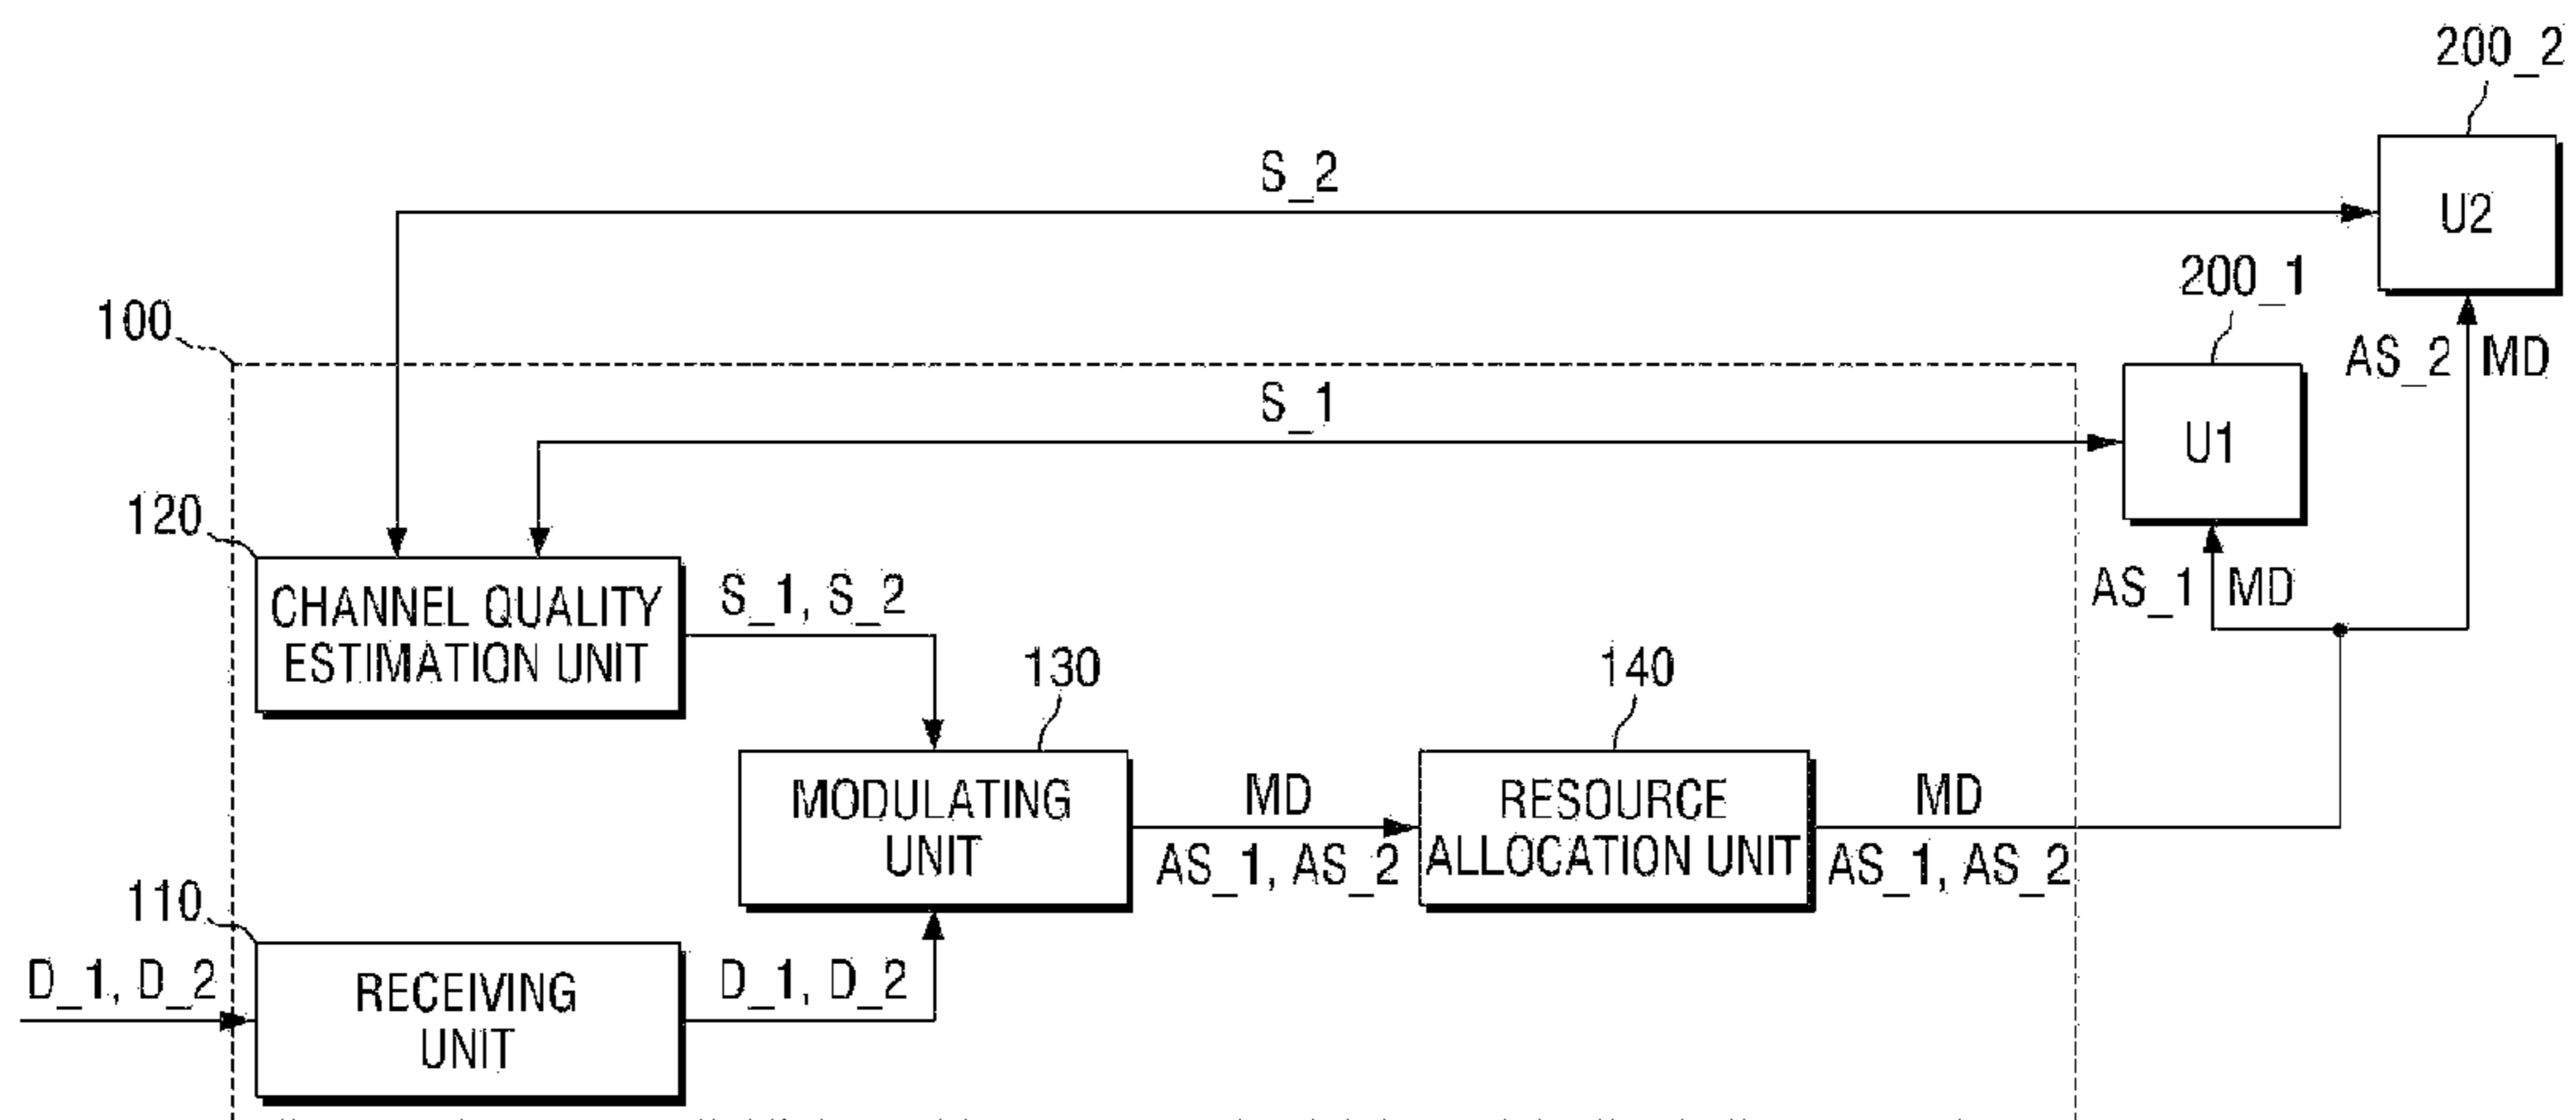 200_2
S_2
U2
200_1
100
AS_2 MD
S_1
U1
120
AS_1 MD
CHANNEL QUALITY
ESTIMATION UNIT
S_1, S_2
130
140
MODULATING
UNIT
MD
AS_1, AS_2
RESOURCE
ALLOCATION UNIT
MD
AS_1, AS_2
110
D_1, D_2
RECEIVING
UNIT
D_1, D_2